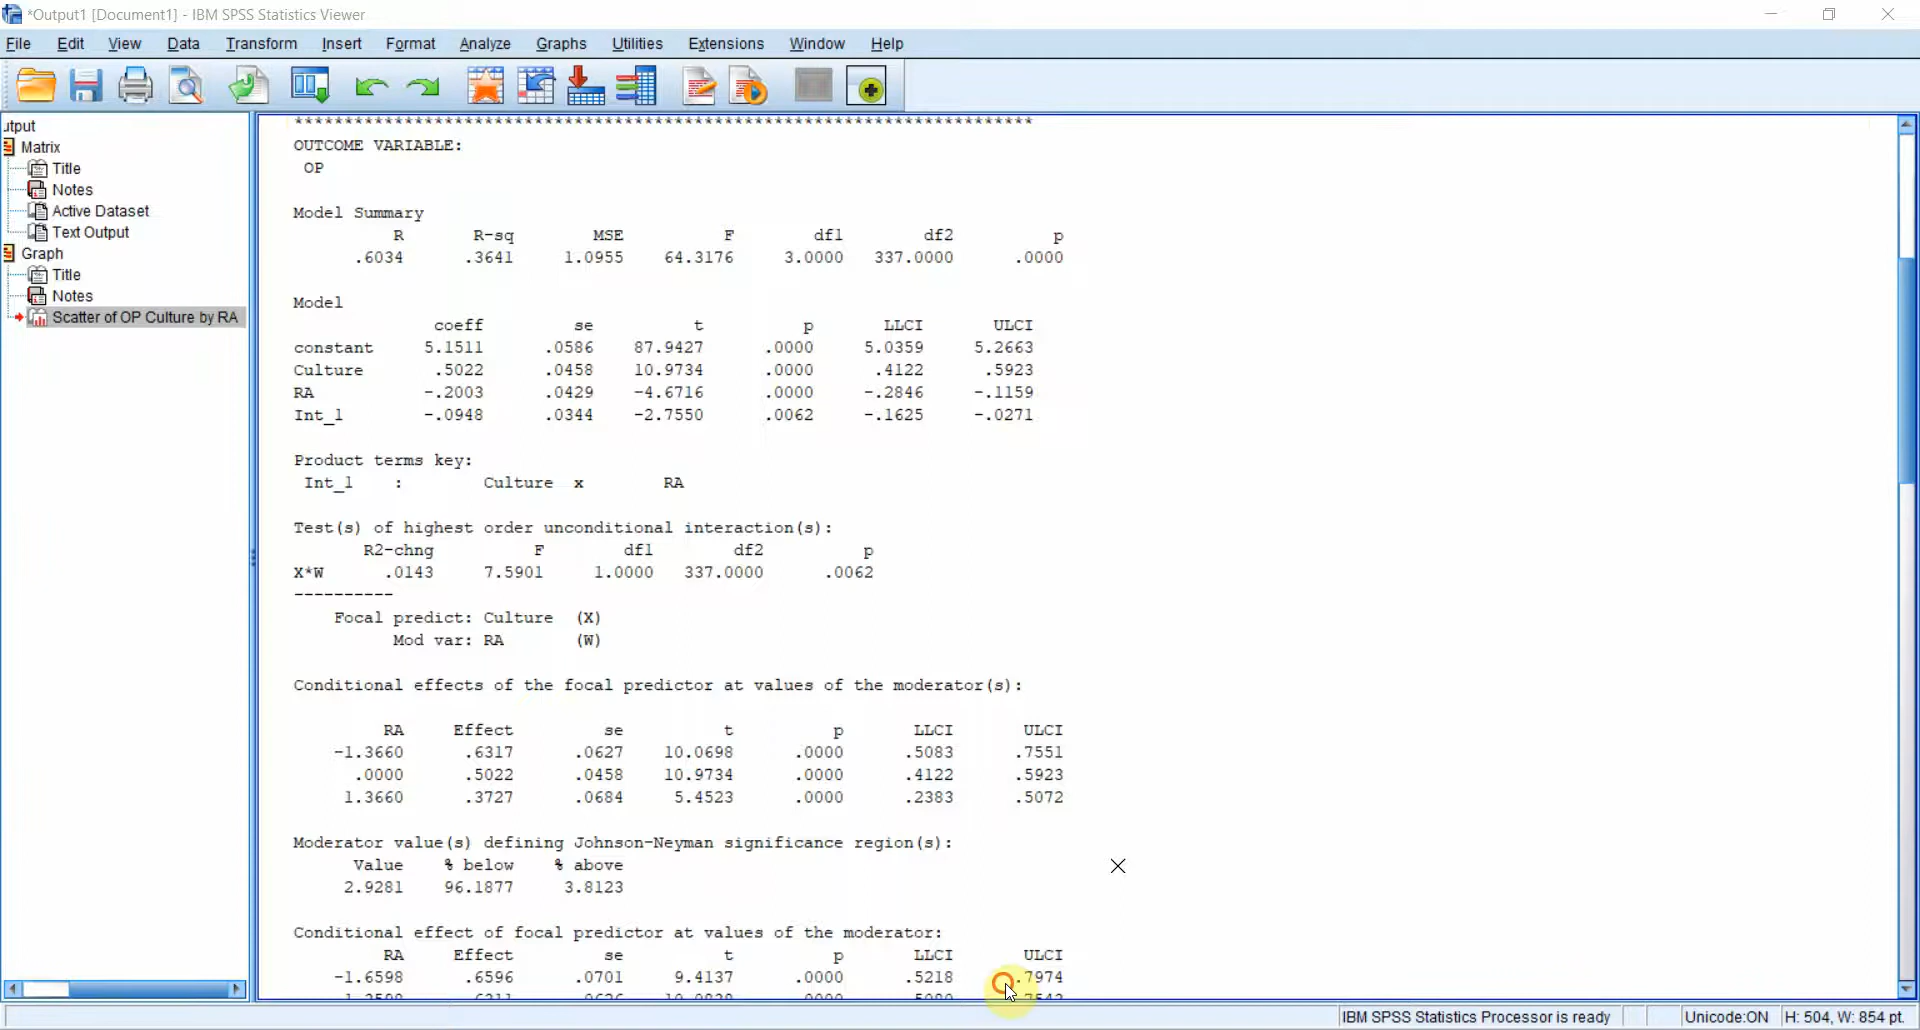 *Output1 [Document1] - IBM SPSS Statistics Viewer
File Edit View Data Transform Insert Format Analyze Graphs Utilities Extensions Window Help
utput
Matrix
Title
Notes
Active Dataset
Text Output
Graph
Title
Notes
Scatter of OP Culture by RA
**************************************************************************
OUTCOME VARIABLE:
OP
Model Summary
R R-sq MSE F df1 df2 p
.6034 .3641 1.0955 64.3176 3.0000 337.0000 .0000
Model
coeff se t p LLCI ULCI
constant 5.1511 .0586 87.9427 .0000 5.0359 5.2663
Culture .5022 .0458 10.9734 .0000 .4122 .5923
RA -.2003 .0429 -4.6716 .0000 -.2846 -.1159
Int_1 -.0948 .0344 -2.7550 .0062 -.1625 -.0271
Product terms key:
Int_1 : Culture x RA
Test(s) of highest order unconditional interaction(s):
R2-chng F df1 df2 p
X*W .0143 7.5901 1.0000 337.0000 .0062
----------
Focal predict: Culture (X)
Mod var: RA (W)
Conditional effects of the focal predictor at values of the moderator(s):
RA Effect se t p LLCI ULCI
-1.3660 .6317 .0627 10.0698 .0000 .5083 .7551
.0000 .5022 .0458 10.9734 .0000 .4122 .5923
1.3660 .3727 .0684 5.4523 .0000 .2383 .5072
Moderator value(s) defining Johnson-Neyman significance region(s):
Value % below % above
2.9281 96.1877 3.8123
Conditional effect of focal predictor at values of the moderator:
RA Effect se t p LLCI ULCI
-1.6598 .6596 .0701 9.4137 .0000 .5218 .7974
IBM SPSS Statistics Processor is ready Unicode:ON H: 504, W: 854 pt.